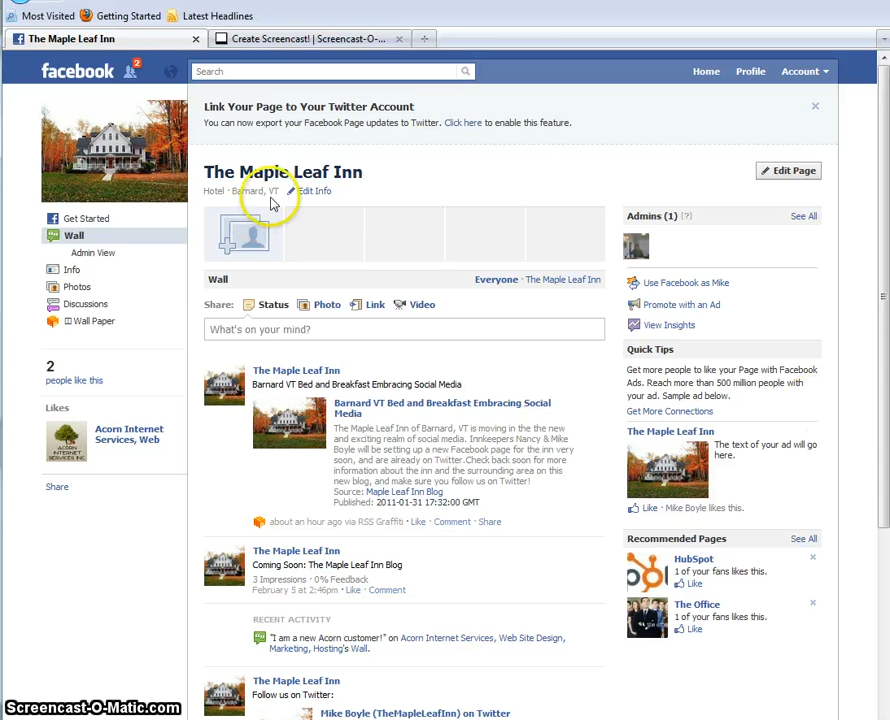 Most Visited Getting Started Latest Headlines
The Maple Leaf Inn × Create Screencast! | Screencast-O-... ×
facebook 2 Search Home Profile Account
Link Your Page to Your Twitter Account
You can now export your Facebook Page updates to Twitter. Click here to enable this feature.
The Maple Leaf Inn
Edit Page
Hotel · Barnard, VT Edit Info
Get Started
Wall
Admin View
Info
Photos
Discussions
Wall Paper
2
people like this
Likes
Acorn Internet
Services, Web
Share
Wall Everyone · The Maple Leaf Inn
Share: Status Photo Link Video
What's on your mind?
The Maple Leaf Inn
Barnard VT Bed and Breakfast Embracing Social Media
Barnard VT Bed and Breakfast Embracing Social
Media
The Maple Leaf Inn of Barnard, VT is moving in the the new
and exciting realm of social media. Innkeepers Nancy & Mike
Boyle will be setting up a new Facebook page for the inn very
soon, and are already on Twitter.Check back soon for more
information about the inn and the surrounding area on this
new blog, and make sure you follow us on Twitter!
Source: Maple Leaf Inn Blog
Published: 2011-01-31 17:32:00 GMT
about an hour ago via RSS Graffiti · Like · Comment · Share
The Maple Leaf Inn
Coming Soon: The Maple Leaf Inn Blog
3 Impressions · 0% Feedback
February 5 at 2:46pm · Like · Comment
RECENT ACTIVITY
"I am a new Acorn customer!" on Acorn Internet Services, Web Site Design,
Marketing, Hosting's Wall.
The Maple Leaf Inn
Follow us on Twitter:
Mike Boyle (TheMapleLeafInn) on Twitter
Admins (1) [?] See All
Use Facebook as Mike
Promote with an Ad
View Insights
Quick Tips
Get more people to like your Page with Facebook
Ads. Reach more than 500 million people with
your ad. Sample ad below.
Get More Connections
The Maple Leaf Inn
The text of your ad will go
here.
Like · Mike Boyle likes this.
Recommended Pages See All
HubSpot
1 of your fans likes this.
Like
The Office
1 of your fans likes this.
Like
Screencast-O-Matic.com